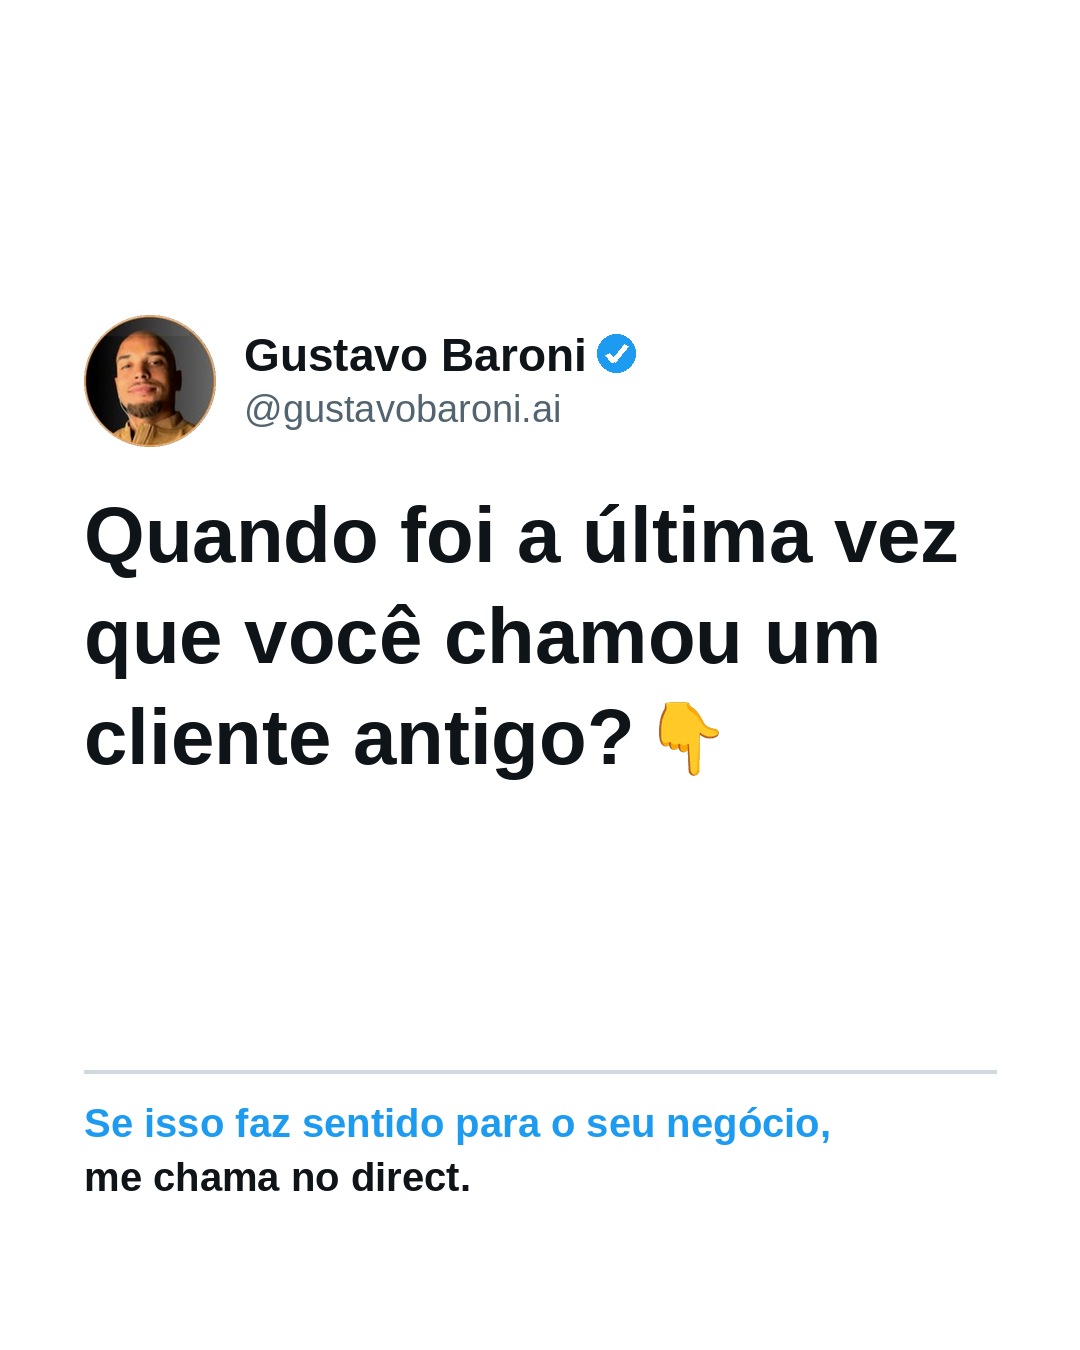 Gustavo Baroni
@gustavobaroni.ai
Quando foi a última vez
que você chamou um
cliente antigo? 👇
Se isso faz sentido para o seu negócio,
me chama no direct.